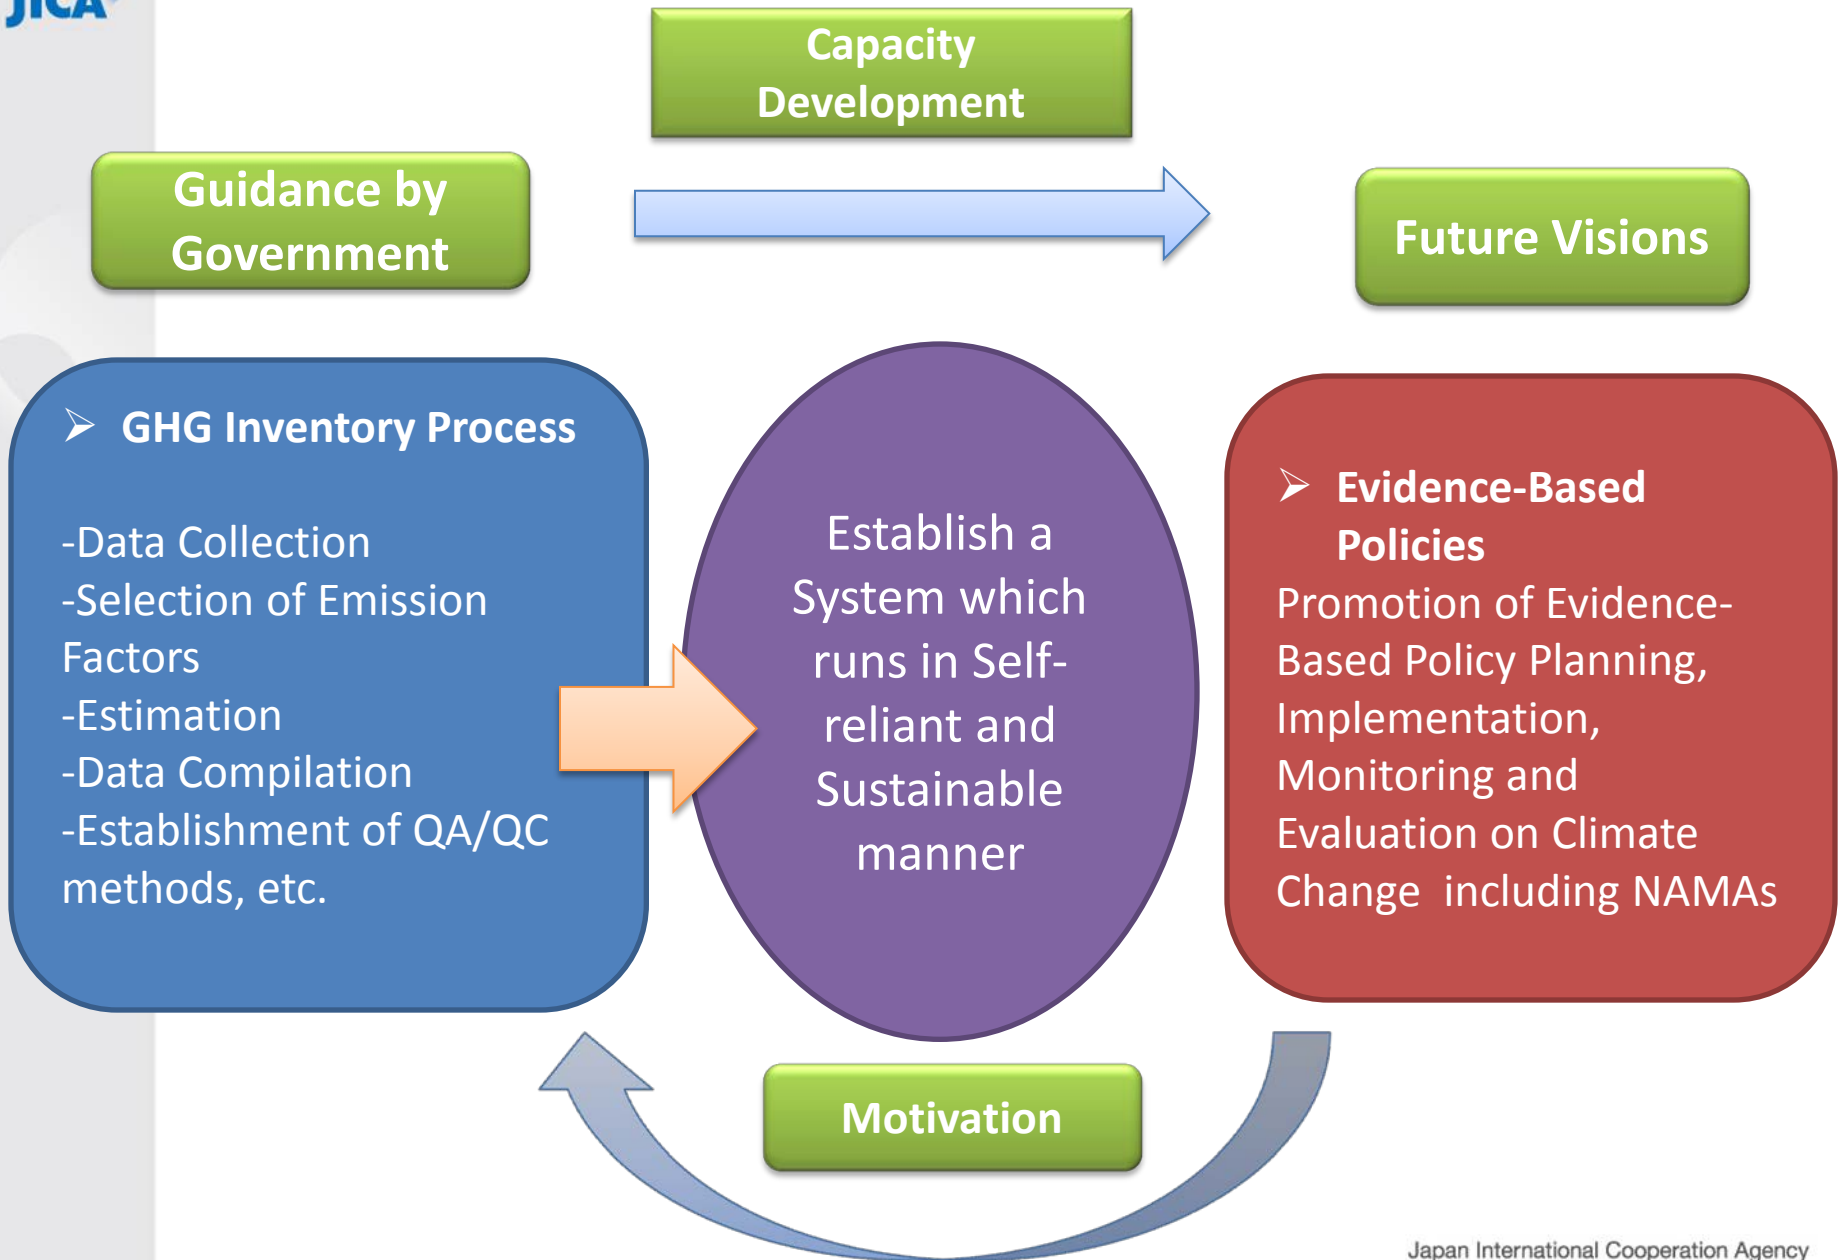 JICA
Capacity
Development
Guidance by
Government
Future Visions
➢ GHG Inventory Process
-Data Collection
-Selection of Emission
Factors
-Estimation
-Data Compilation
-Establishment of QA/QC
methods, etc.
Establish a
System which
runs in Self-
reliant and
Sustainable
manner
➢ Evidence-Based
Policies
Promotion of Evidence-
Based Policy Planning,
Implementation,
Monitoring and
Evaluation on Climate
Change including NAMAs
Motivation
Japan International Cooperation Agency